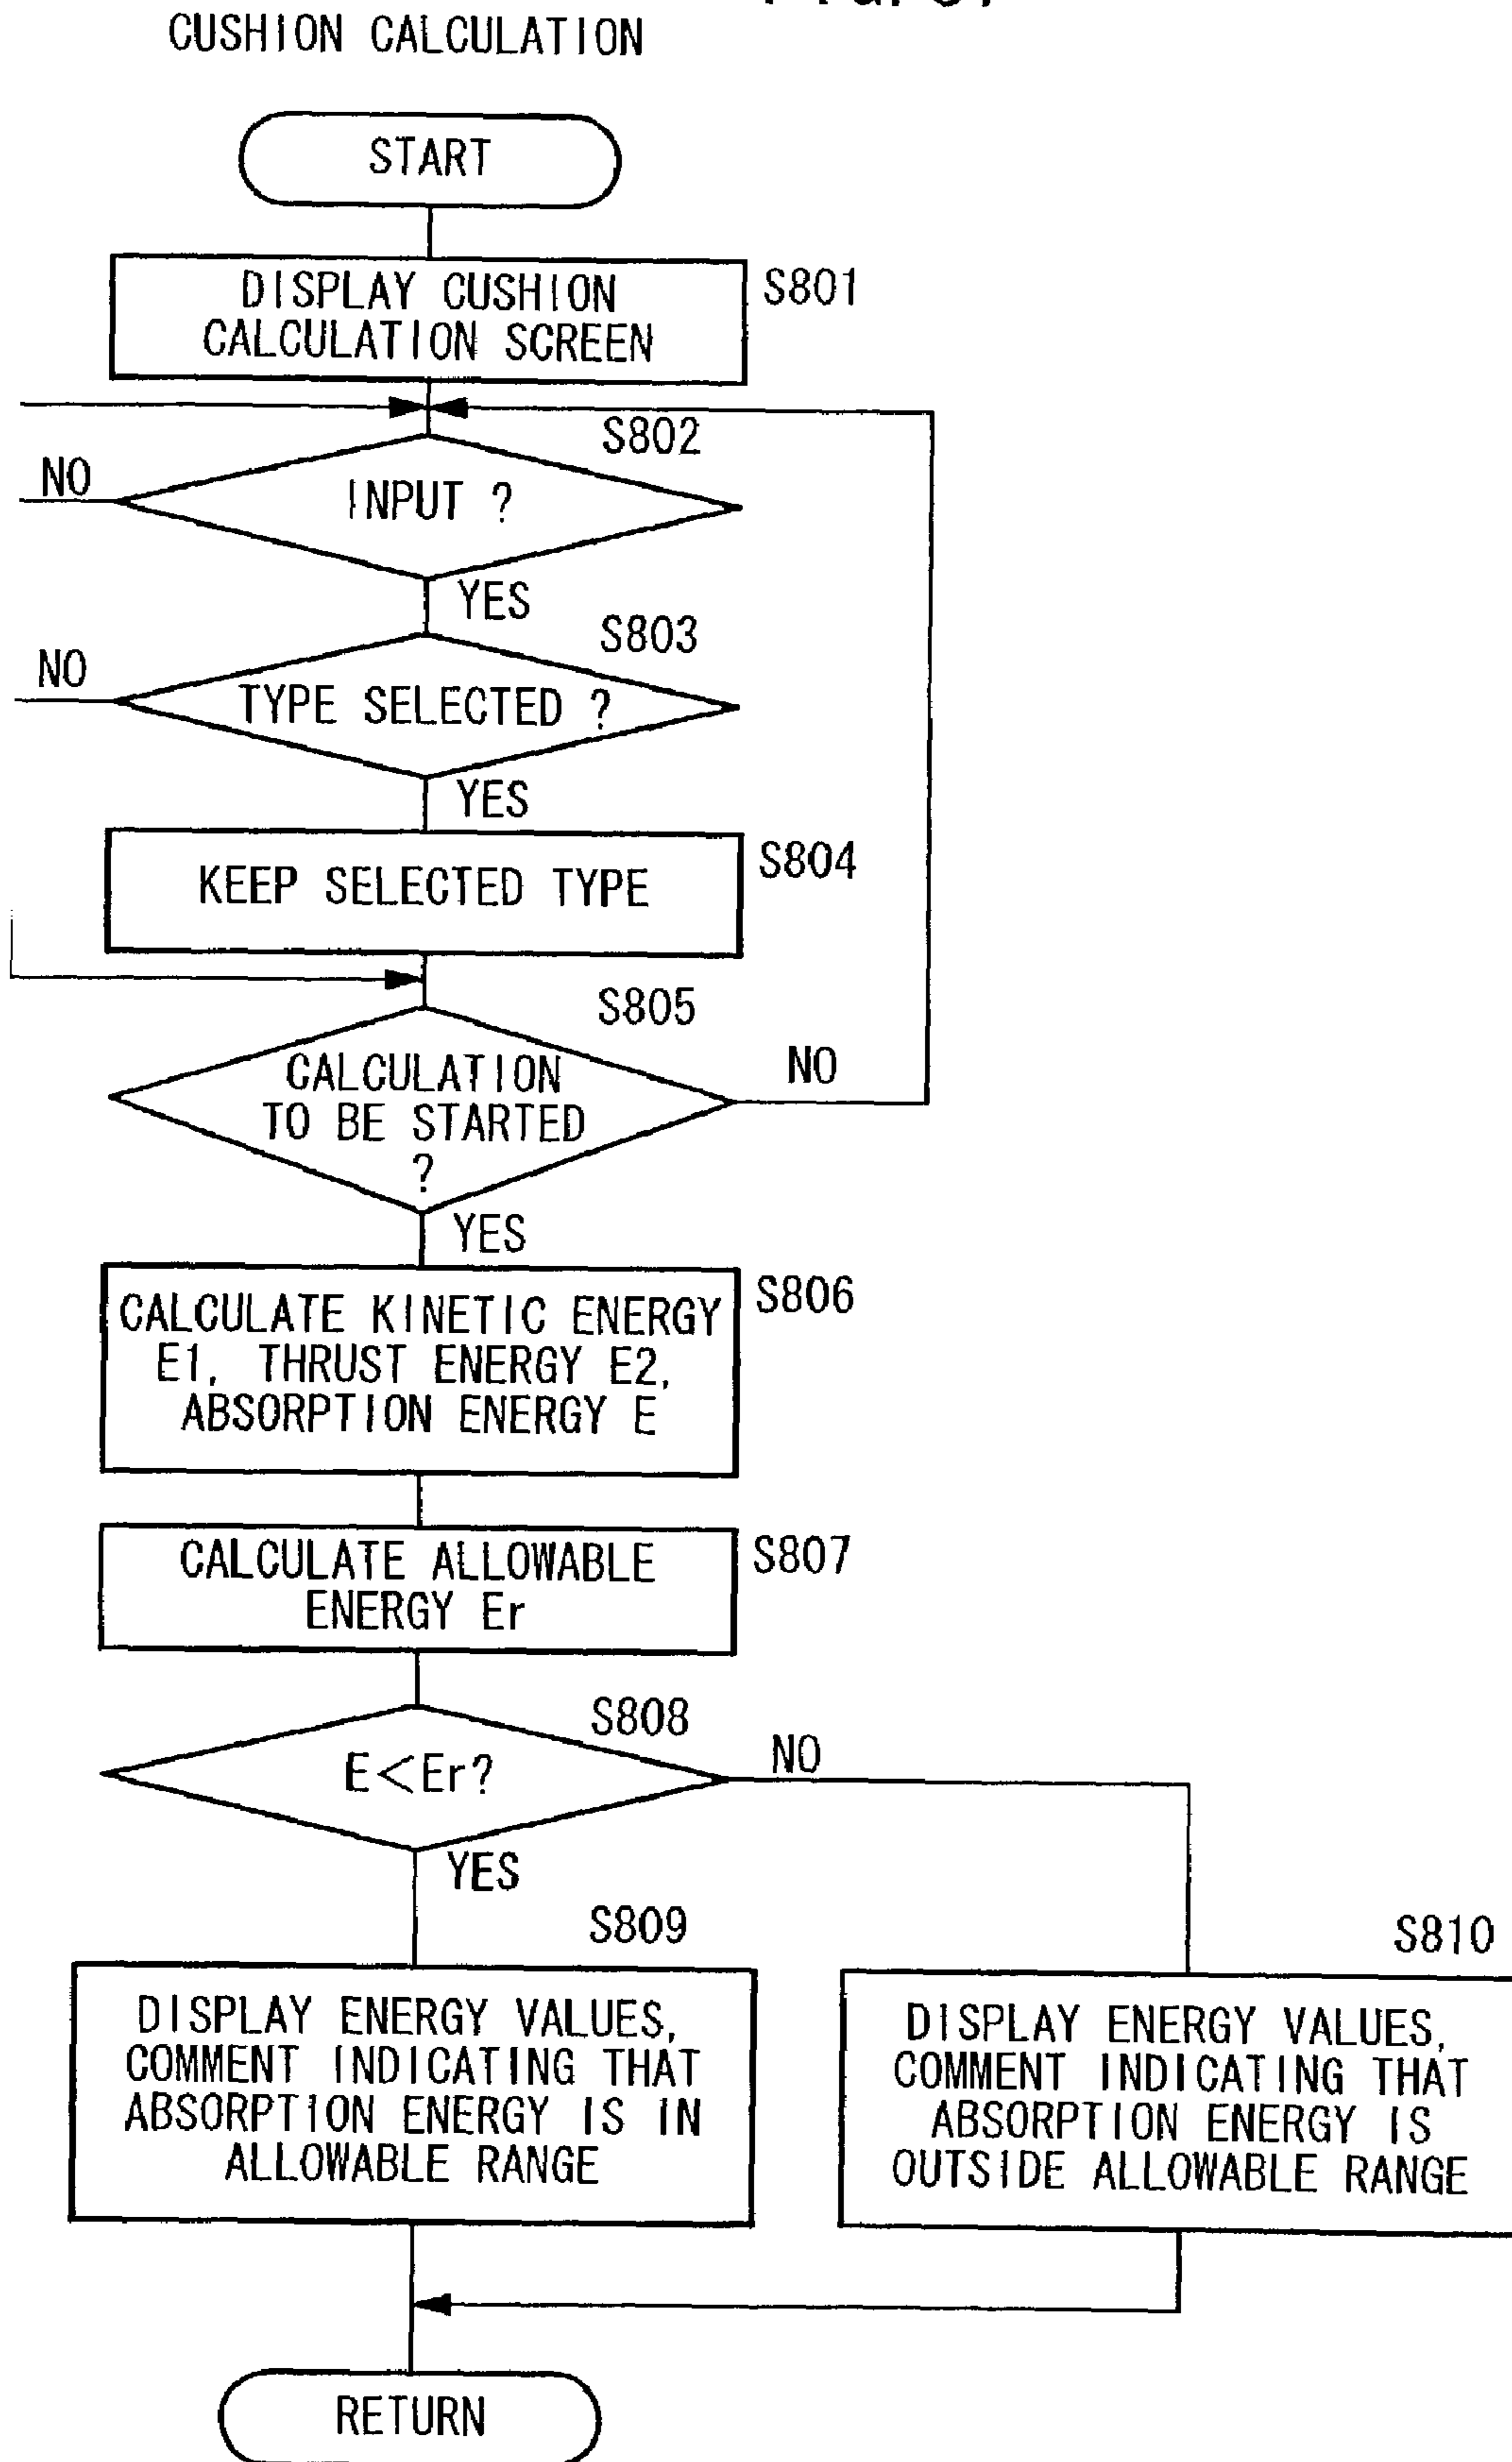 CUSHION CALCULATION
START
DISPLAY CUSHION
CALCULATION SCREEN
S801
S802
NO
INPUT ?
YES
S803
NO
TYPE SELECTED ?
YES
KEEP SELECTED TYPE
S804
S805
CALCULATION
TO BE STARTED
?
NO
YES
CALCULATE KINETIC ENERGY
E1, THRUST ENERGY E2,
ABSORPTION ENERGY E
S806
CALCULATE ALLOWABLE
ENERGY Er
S807
S808
E<Er?
NO
YES
S809
DISPLAY ENERGY VALUES,
COMMENT INDICATING THAT
ABSORPTION ENERGY IS IN
ALLOWABLE RANGE
S810
DISPLAY ENERGY VALUES,
COMMENT INDICATING THAT
ABSORPTION ENERGY IS
OUTSIDE ALLOWABLE RANGE
RETURN